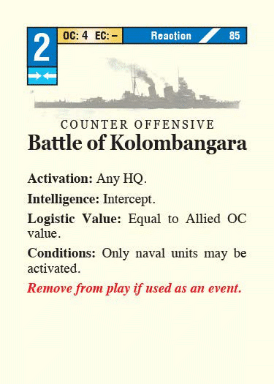 2
OC: 4 EC: – Reaction 85
COUNTER OFFENSIVE
Battle of Kolombangara
Activation: Any HQ.
Intelligence: Intercept.
Logistic Value: Equal to Allied OC
value.
Conditions: Only naval units may be
activated.
Remove from play if used as an event.